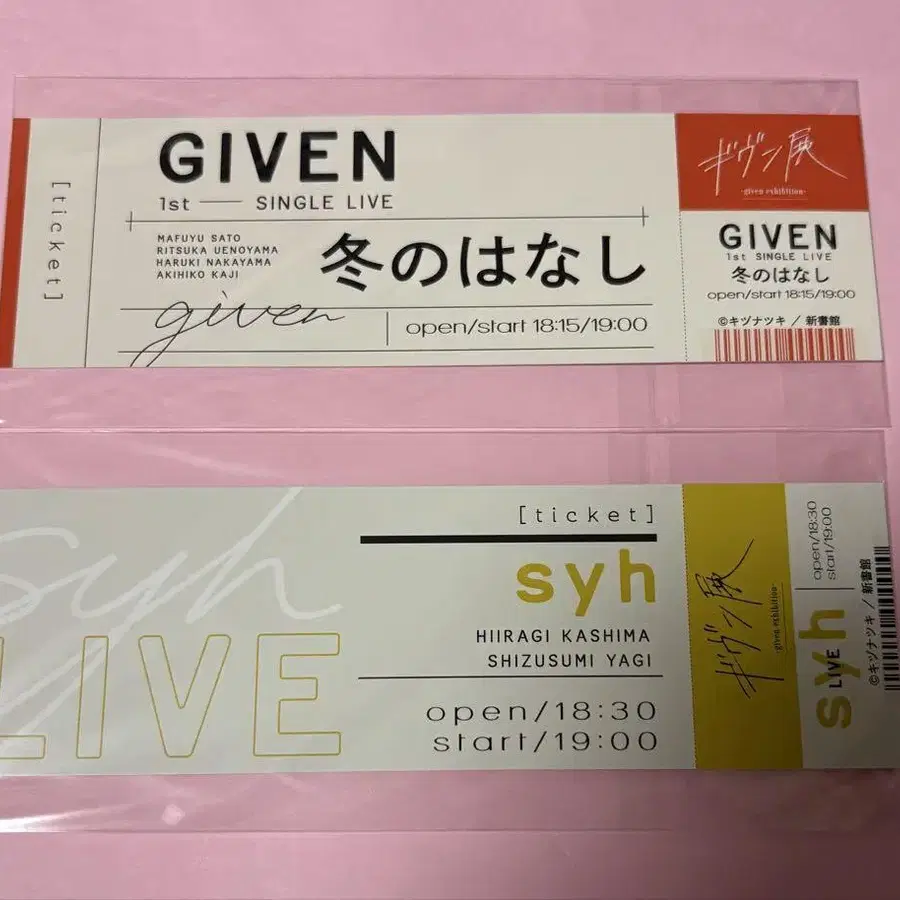 [ticket]
GIVEN
1st — SINGLE LIVE
MAFUYU SATO
RITSUKA UENOYAMA
HARUKI NAKAYAMA
AKIHIKO KAJI
冬のはなし
given
open/start 18:15/19:00
ギヴン展
-given exhibition-
GIVEN
1st SINGLE LIVE
冬のはなし
open/start 18:15/19:00
©キヅナツキ / 新書館
syh
LIVE
[ticket]
syh
HIIRAGI KASHIMA
SHIZUSUMI YAGI
open/18:30
start/19:00
ギヴン展
-given exhibition-
syh
LIVE
open/18:30
start/19:00
©キヅナツキ / 新書館